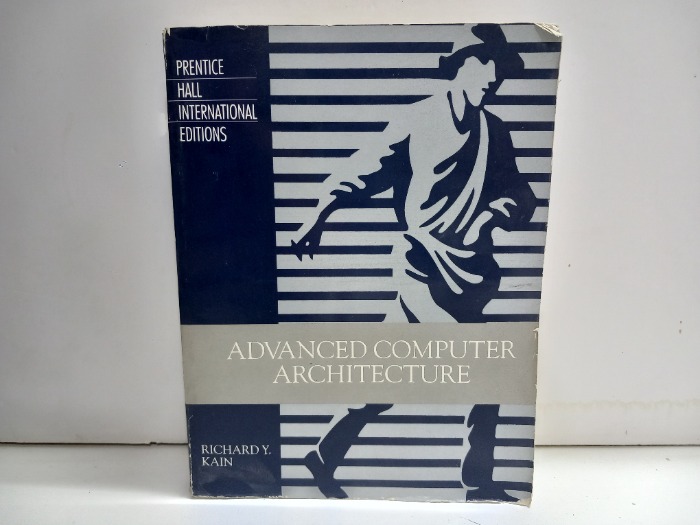 PRENTICE
HALL
INTERNATIONAL
EDITIONS
ADVANCED COMPUTER
ARCHITECTURE
RICHARD Y.
KAIN